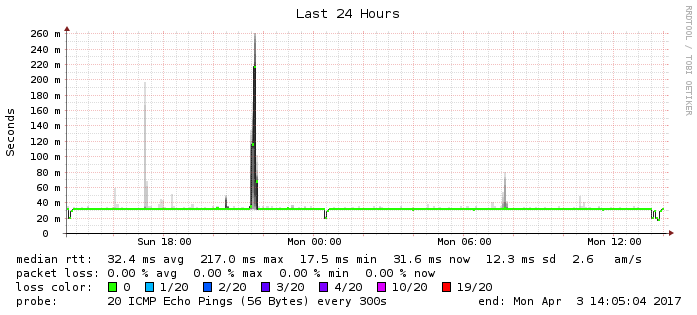 Last 24 Hours
RRDTOOL / TOBI OETIKER
Seconds
260 m
240 m
220 m
200 m
180 m
160 m
140 m
120 m
100 m
80 m
60 m
40 m
20 m
0
Sun 18:00 Mon 00:00 Mon 06:00 Mon 12:00
median rtt: 32.4 ms avg 217.0 ms max 17.5 ms min 31.6 ms now 12.3 ms sd 2.6 am/s
packet loss: 0.00 % avg 0.00 % max 0.00 % min 0.00 % now
loss color: 0 1/20 2/20 3/20 4/20 10/20 19/20
probe: 20 ICMP Echo Pings (56 Bytes) every 300s end: Mon Apr 3 14:05:04 2017